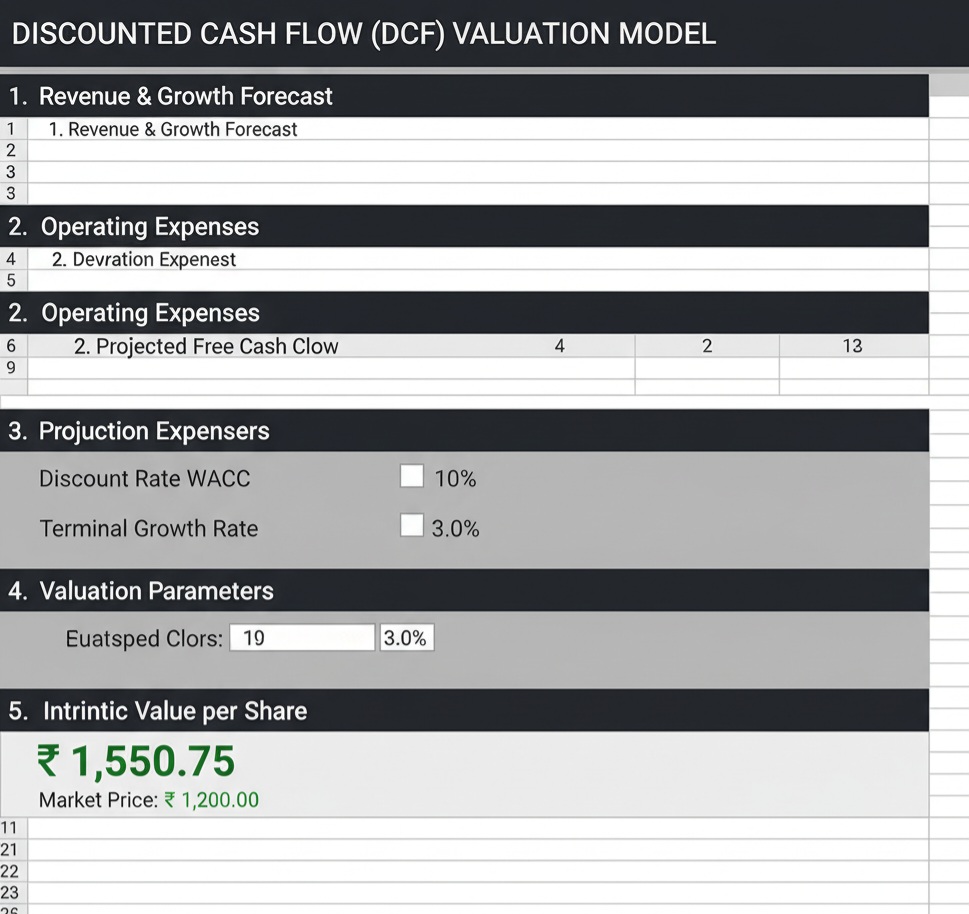 DISCOUNTED CASH FLOW (DCF) VALUATION MODEL
1. Revenue & Growth Forecast
1 1. Revenue & Growth Forecast
2
3
3
2. Operating Expenses
4 2. Devration Expenest
5
2. Operating Expenses
6 2. Projected Free Cash Clow 4 2 13
9
3. Projuction Expensers
Discount Rate WACC 10%
Terminal Growth Rate 3.0%
4. Valuation Parameters
Euatsped Clors: 19 3.0%
5. Intrintic Value per Share
₹ 1,550.75
Market Price: ₹ 1,200.00
11
21
22
23